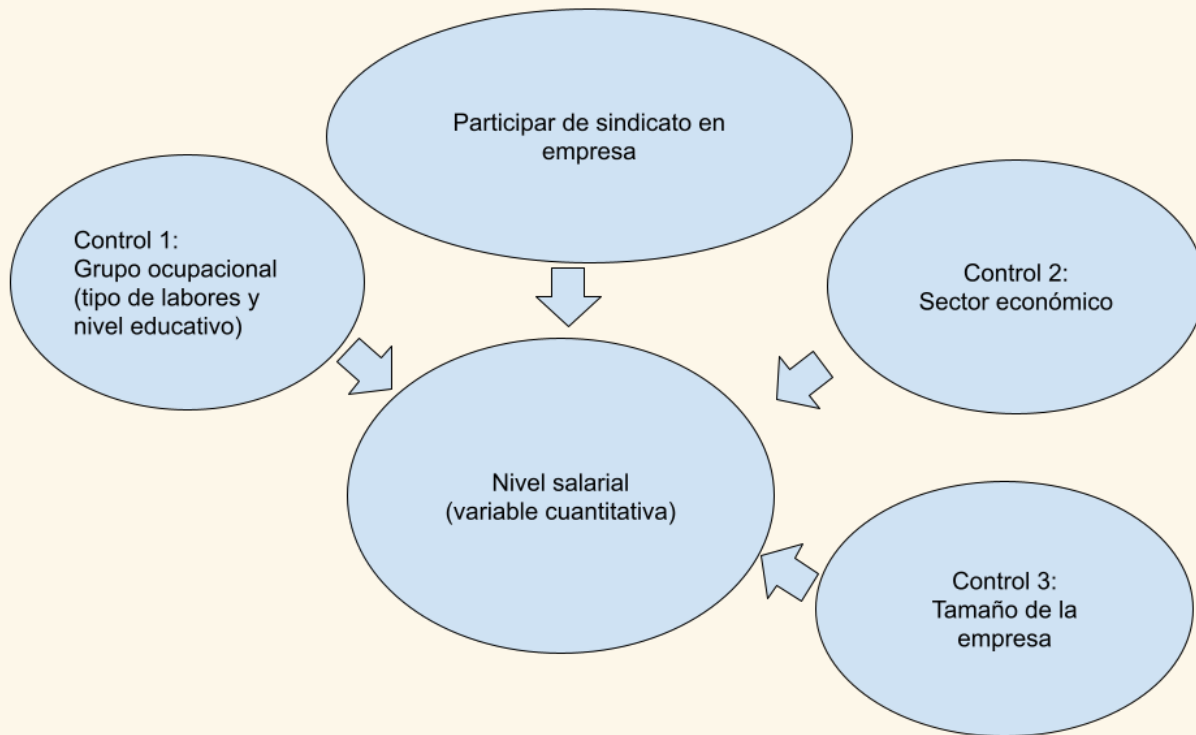 Participar de sindicato en
empresa
Control 1:
Grupo ocupacional
(tipo de labores y
nivel educativo)
Control 2:
Sector económico
Nivel salarial
(variable cuantitativa)
Control 3:
Tamaño de la
empresa